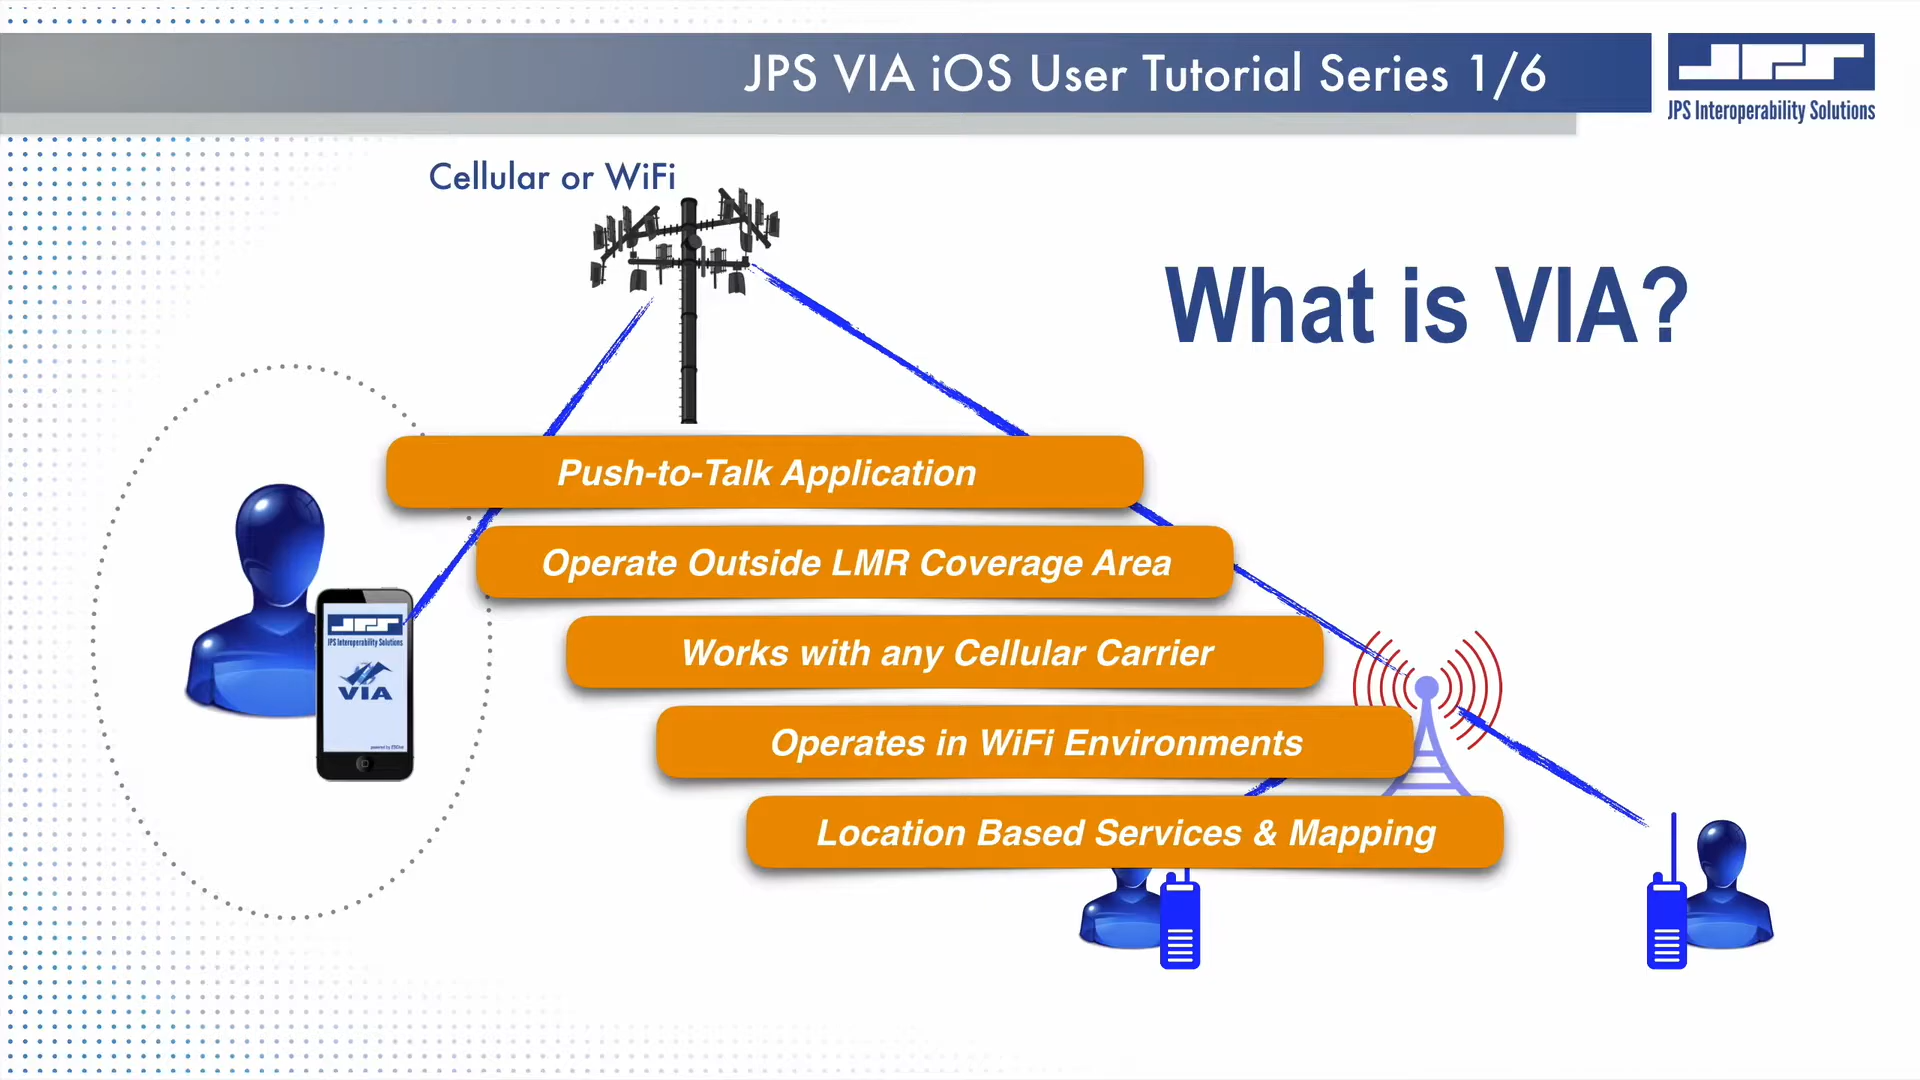 JPS VIA iOS User Tutorial Series 1/6
JPS
JPS Interoperability Solutions
Cellular or WiFi
What is VIA?
Push-to-Talk Application
Operate Outside LMR Coverage Area
Works with any Cellular Carrier
Operates in WiFi Environments
Location Based Services & Mapping
JPS
JPS Interoperability Solutions
VIA